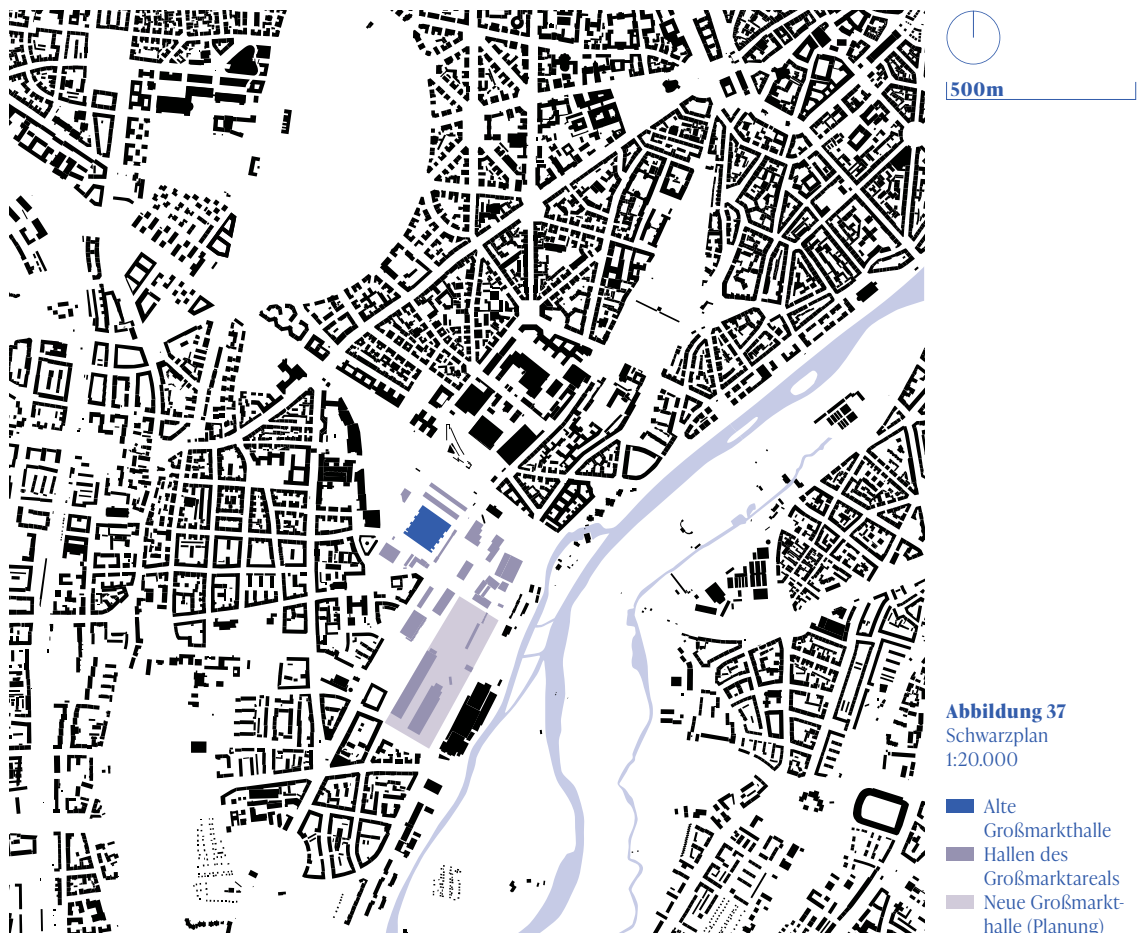 500m
Abbildung 37
Schwarzplan
1:20.000
Alte
Großmarkthalle
Hallen des
Großmarktareals
Neue Großmarkt-
halle (Planung)